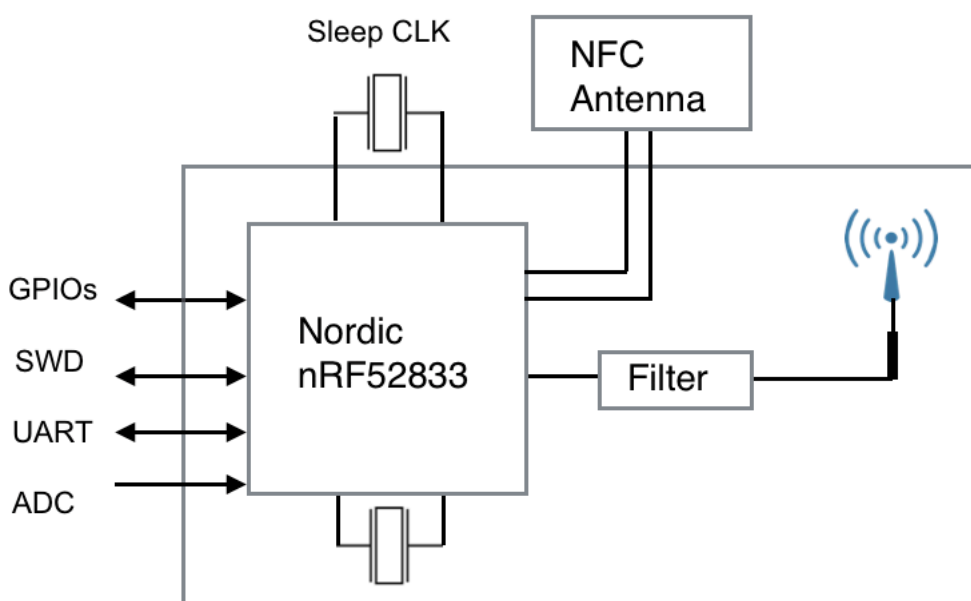 Sleep CLK
NFC
Antenna
GPIOs
SWD
UART
ADC
Nordic
nRF52833
Filter